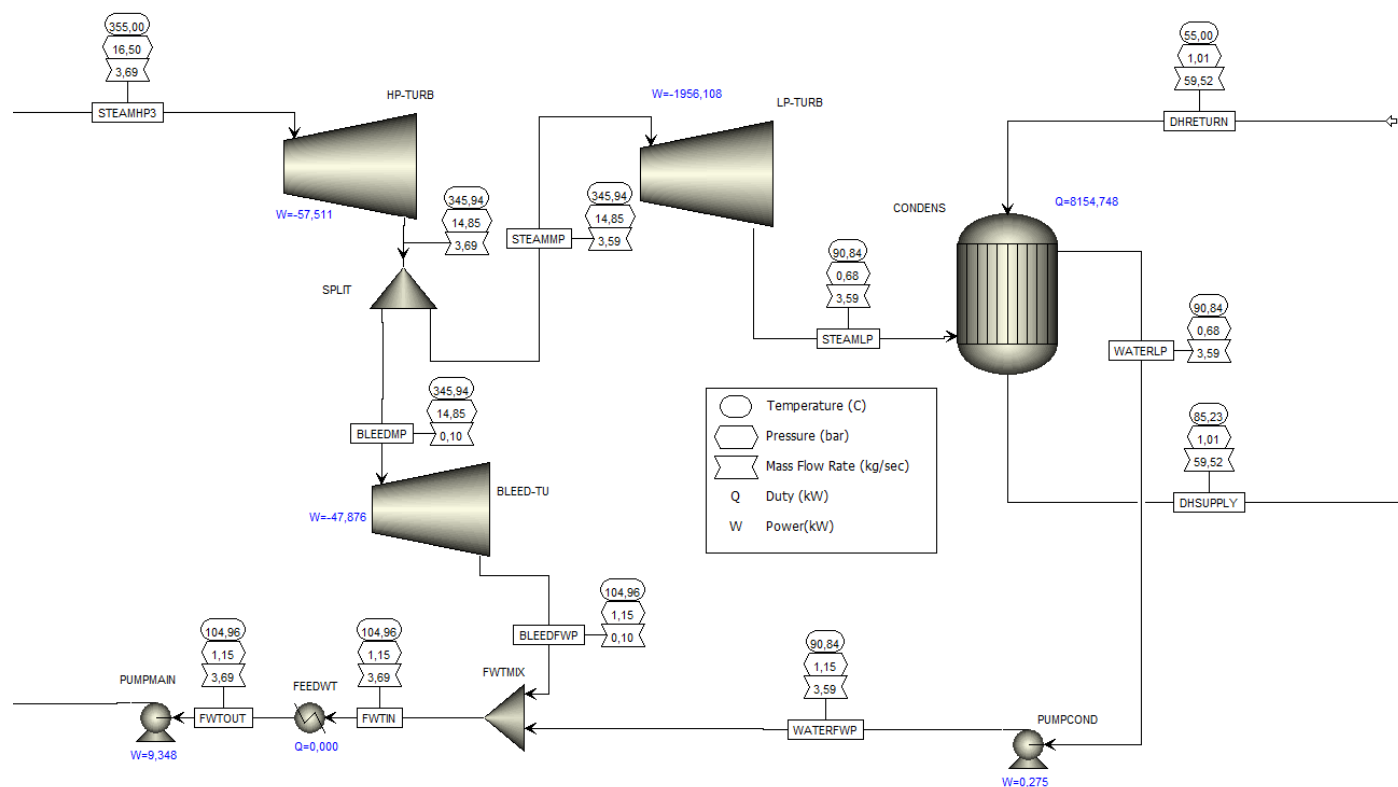 355,00
16,50
3,69
STEAMHP3
HP-TURB
W=-57,511
345,94
14,85
3,69
SPLIT
W=-1956,108
LP-TURB
STEAMMP
345,94
14,85
3,59
55,00
1,01
59,52
DHRETURN
CONDENS
Q=8154,748
90,84
0,68
3,59
STEAMLP
WATERLP
90,84
0,68
3,59
345,94
14,85
0,10
BLEEDMP
Temperature (C)
Pressure (bar)
Mass Flow Rate (kg/sec)
Q Duty (kW)
W Power(kW)
85,23
1,01
59,52
DHSUPPLY
BLEED-TU
W=-47,876
104,96
1,15
0,10
BLEEDFWP
PUMPMAIN
104,96
1,15
3,69
FWTOUT
W=9,348
FEEDWT
Q=0,000
104,96
1,15
3,69
FWTIN
FWTMIX
90,84
1,15
3,59
WATERFWP
PUMPCOND
W=0,275